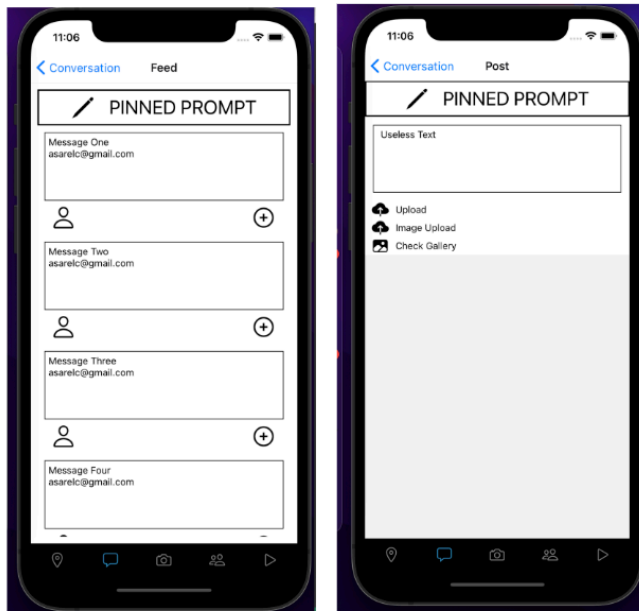 11:06
Conversation Feed
PINNED PROMPT
Message One
asarelc@gmail.com
Message Two
asarelc@gmail.com
Message Three
asarelc@gmail.com
Message Four
asarelc@gmail.com
11:06
Conversation Post
PINNED PROMPT
Useless Text
Upload
Image Upload
Check Gallery